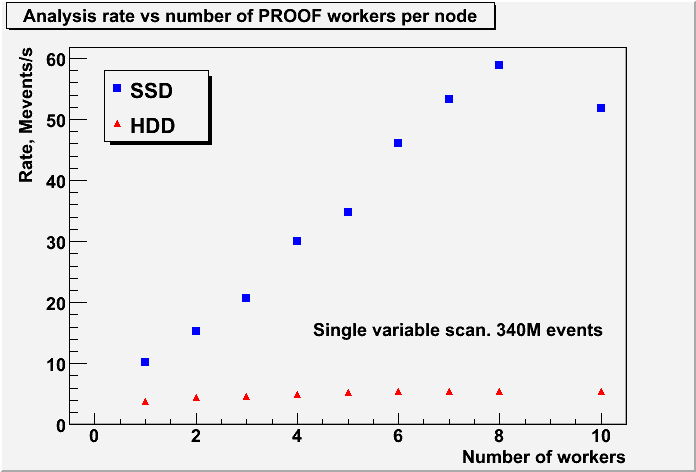 Analysis rate vs number of PROOF workers per node
Rate, Mevents/s
60
50
40
30
20
10
0
SSD
HDD
Single variable scan. 340M events
0 2 4 6 8 10
Number of workers